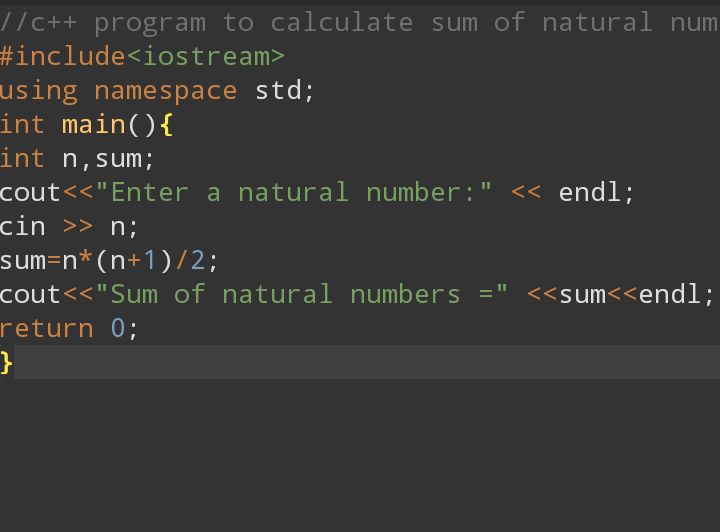 //c++ program to calculate sum of natural num
#include<iostream>
using namespace std;
int main(){
int n,sum;
cout<<"Enter a natural number:" << endl;
cin >> n;
sum=n*(n+1)/2;
cout<<"Sum of natural numbers =" <<sum<<endl;
return 0;
}